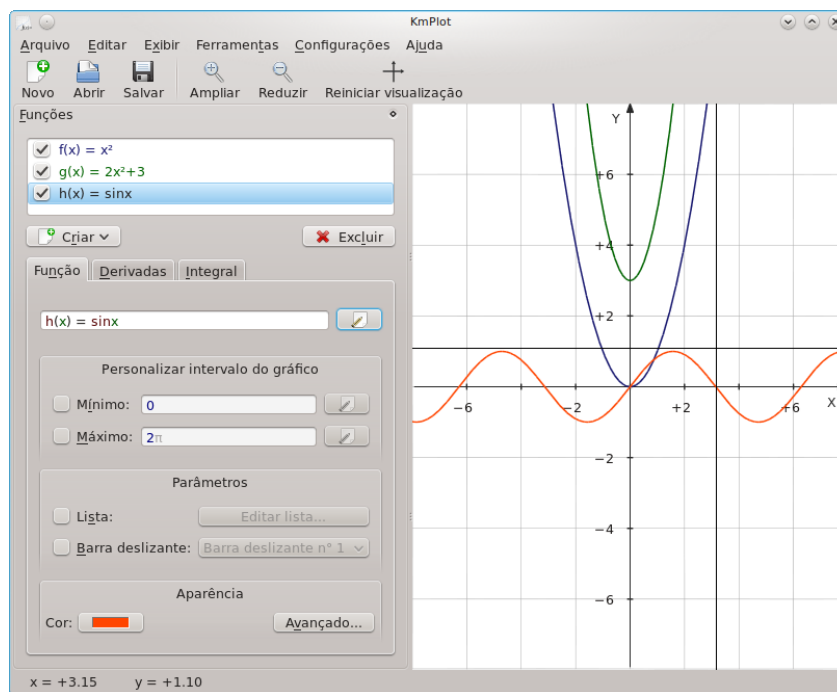 KmPlot
Arquivo Editar Exibir Ferramentas Configurações Ajuda
Novo Abrir Salvar Ampliar Reduzir Reiniciar visualização
Funções
f(x) = x²
g(x) = 2x²+3
h(x) = sinx
Criar Excluir
Função Derivadas Integral
h(x) = sinx
Personalizar intervalo do gráfico
Mínimo: 0
Máximo: 2π
Parâmetros
Lista: Editar lista...
Barra deslizante: Barra deslizante n° 1
Aparência
Cor: Avançado...
Y
+6
+4
+2
−6 −2 +2 +6 X
−2
−4
−6
x = +3.15 y = +1.10